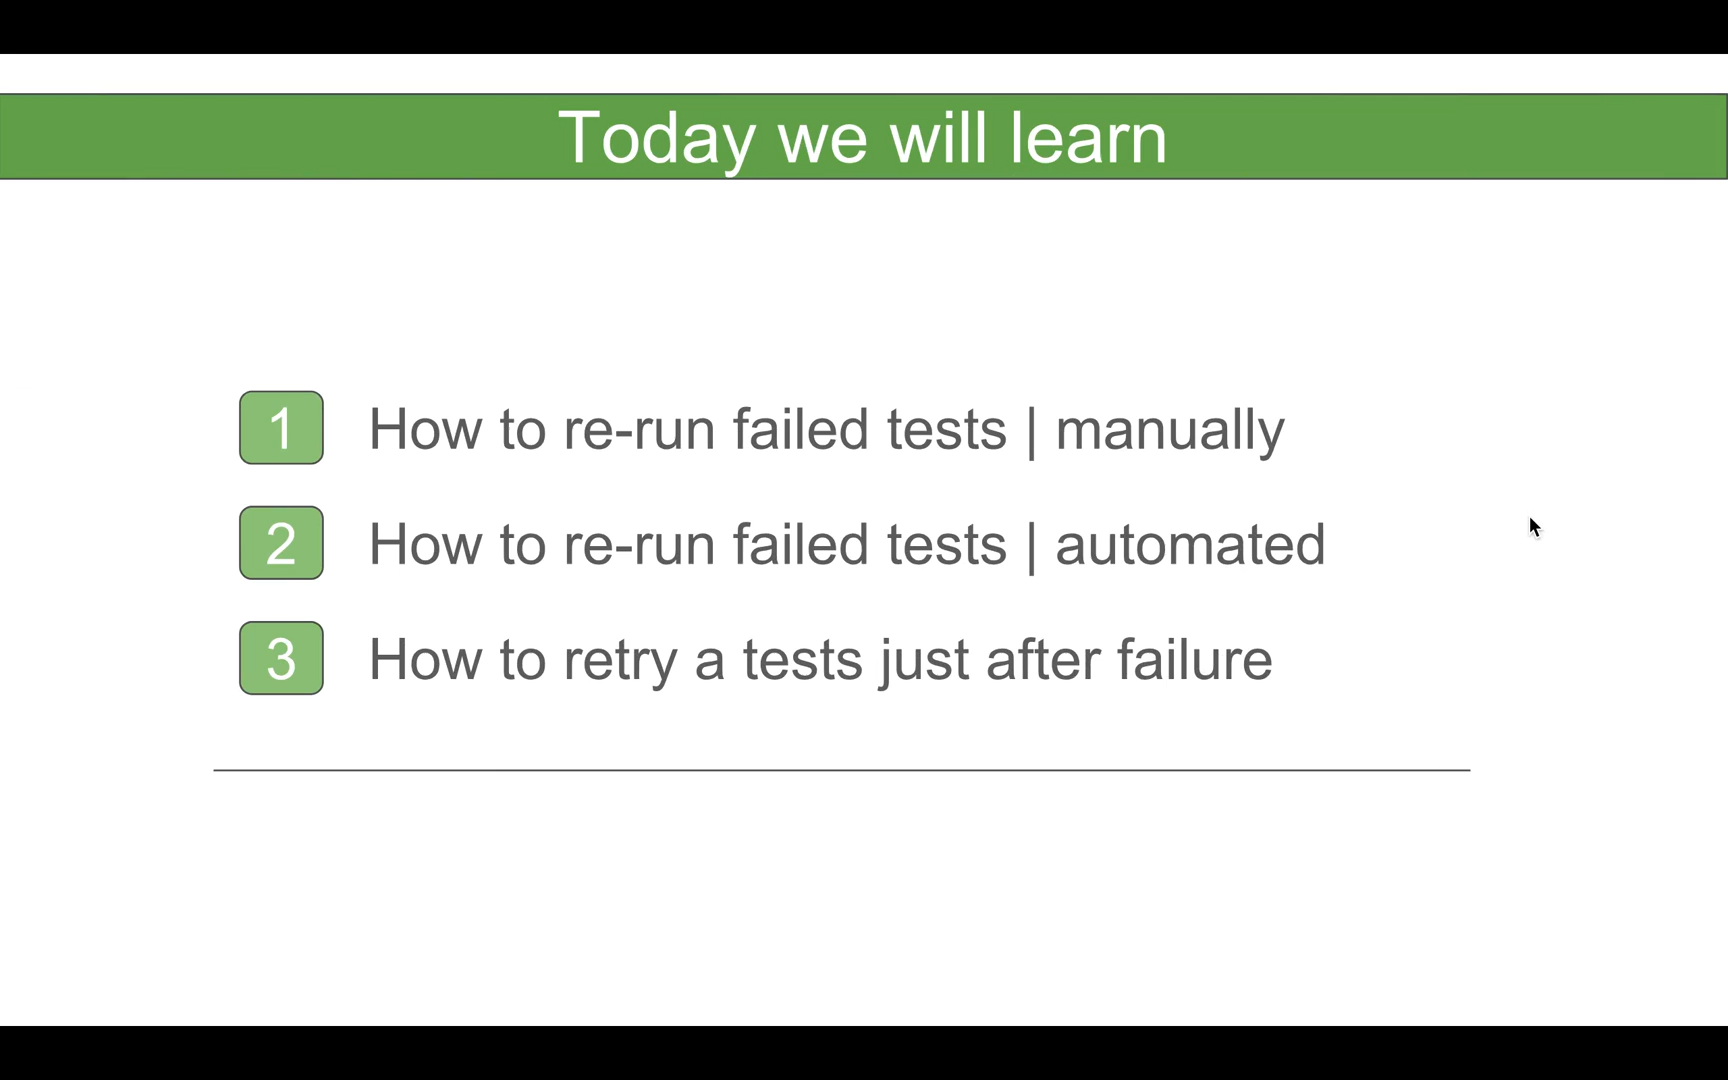 Today we will learn
1 How to re-run failed tests | manually
2 How to re-run failed tests | automated
3 How to retry a tests just after failure